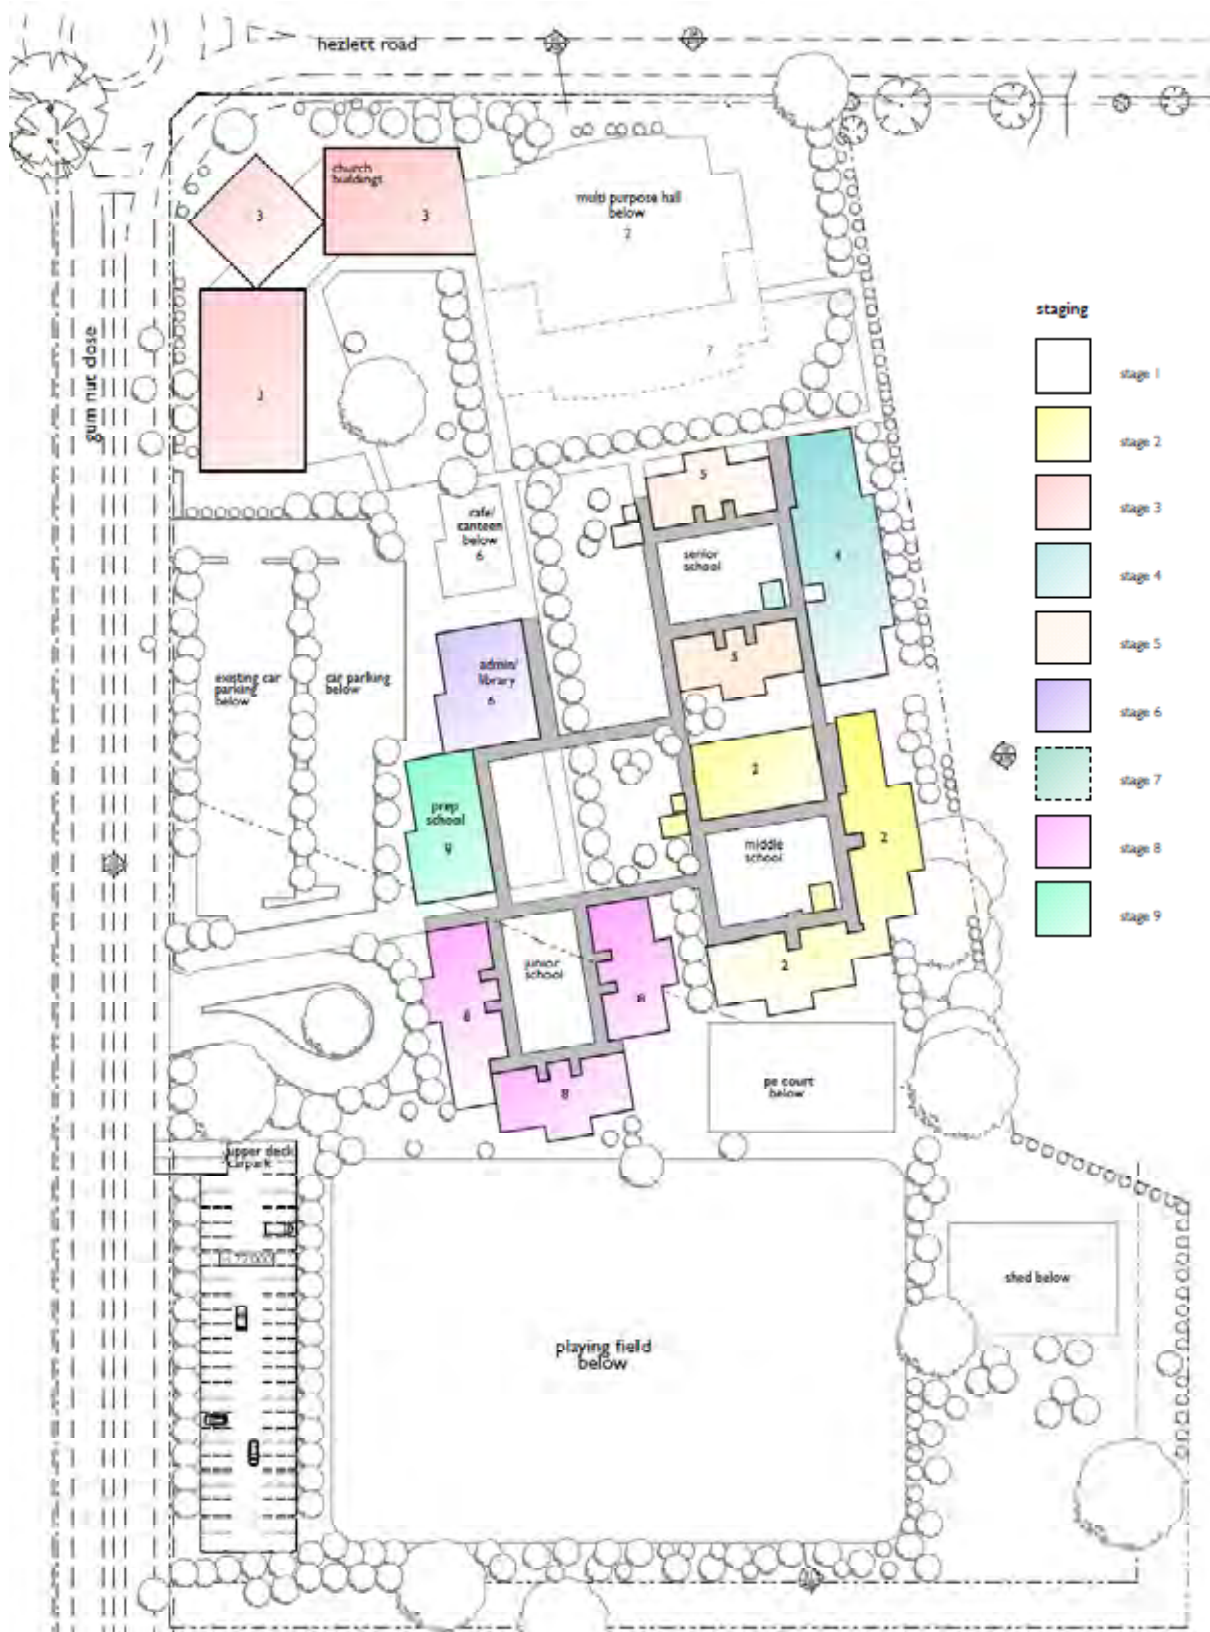 hezlett road
church
buildings
3
3
multi purpose hall
below
staging
stage 1
gum nut close
7
3
stage 2
5
cafe/
canteen
below
6
stage 3
senior
school
4
stage 4
5
stage 5
admin/
library
6
existing car
parking
below
car parking
below
stage 6
2
stage 7
prep
school
9
middle
school
2
stage 8
stage 9
2
junior
school
8
8
pe court
below
8
upper deck
carpark
shed below
playing field
below